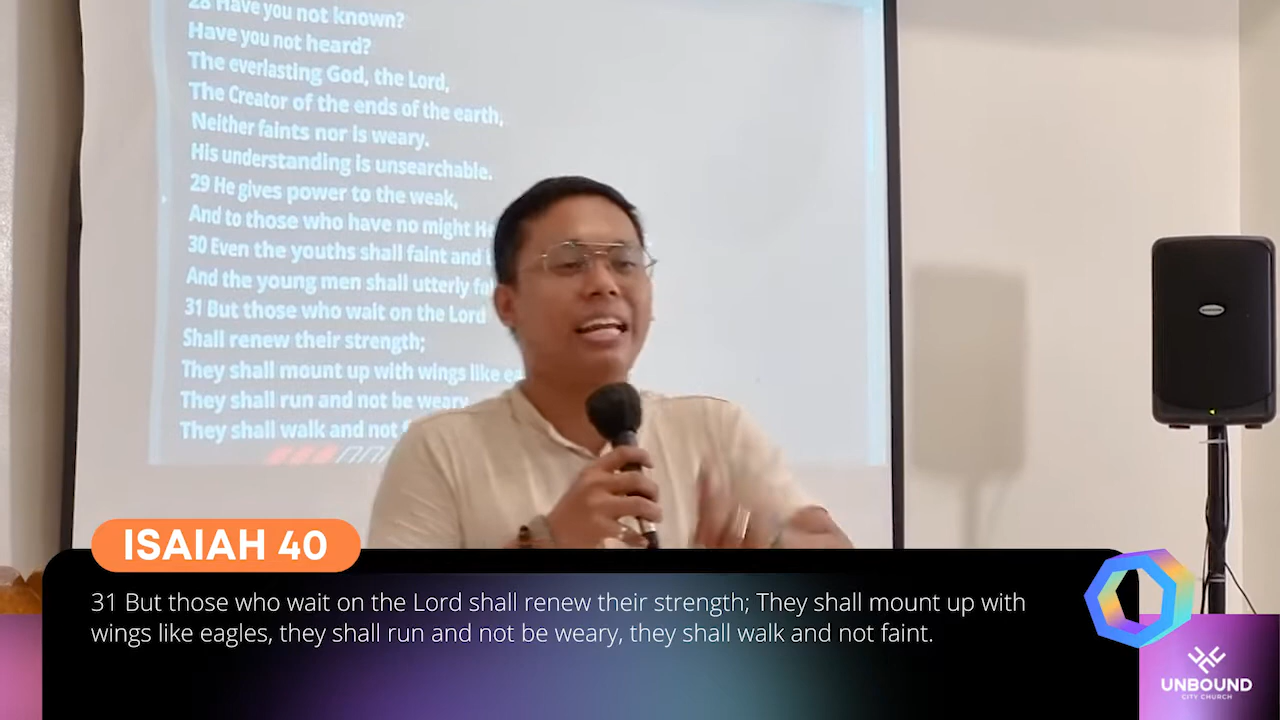 28 Have you not known?
Have you not heard?
The everlasting God, the Lord,
The Creator of the ends of the earth,
Neither faints nor is weary.
His understanding is unsearchable.
29 He gives power to the weak,
And to those who have no might
30 Even the youths shall faint and
And the young men shall utterly
31 But those who wait on the Lord
Shall renew their strength;
They shall mount up with wings like
They shall run and not be weary
They shall walk and not
ISAIAH 40
31 But those who wait on the Lord shall renew their strength; They shall mount up with
wings like eagles, they shall run and not be weary, they shall walk and not faint.
UNBOUND
CITY CHURCH